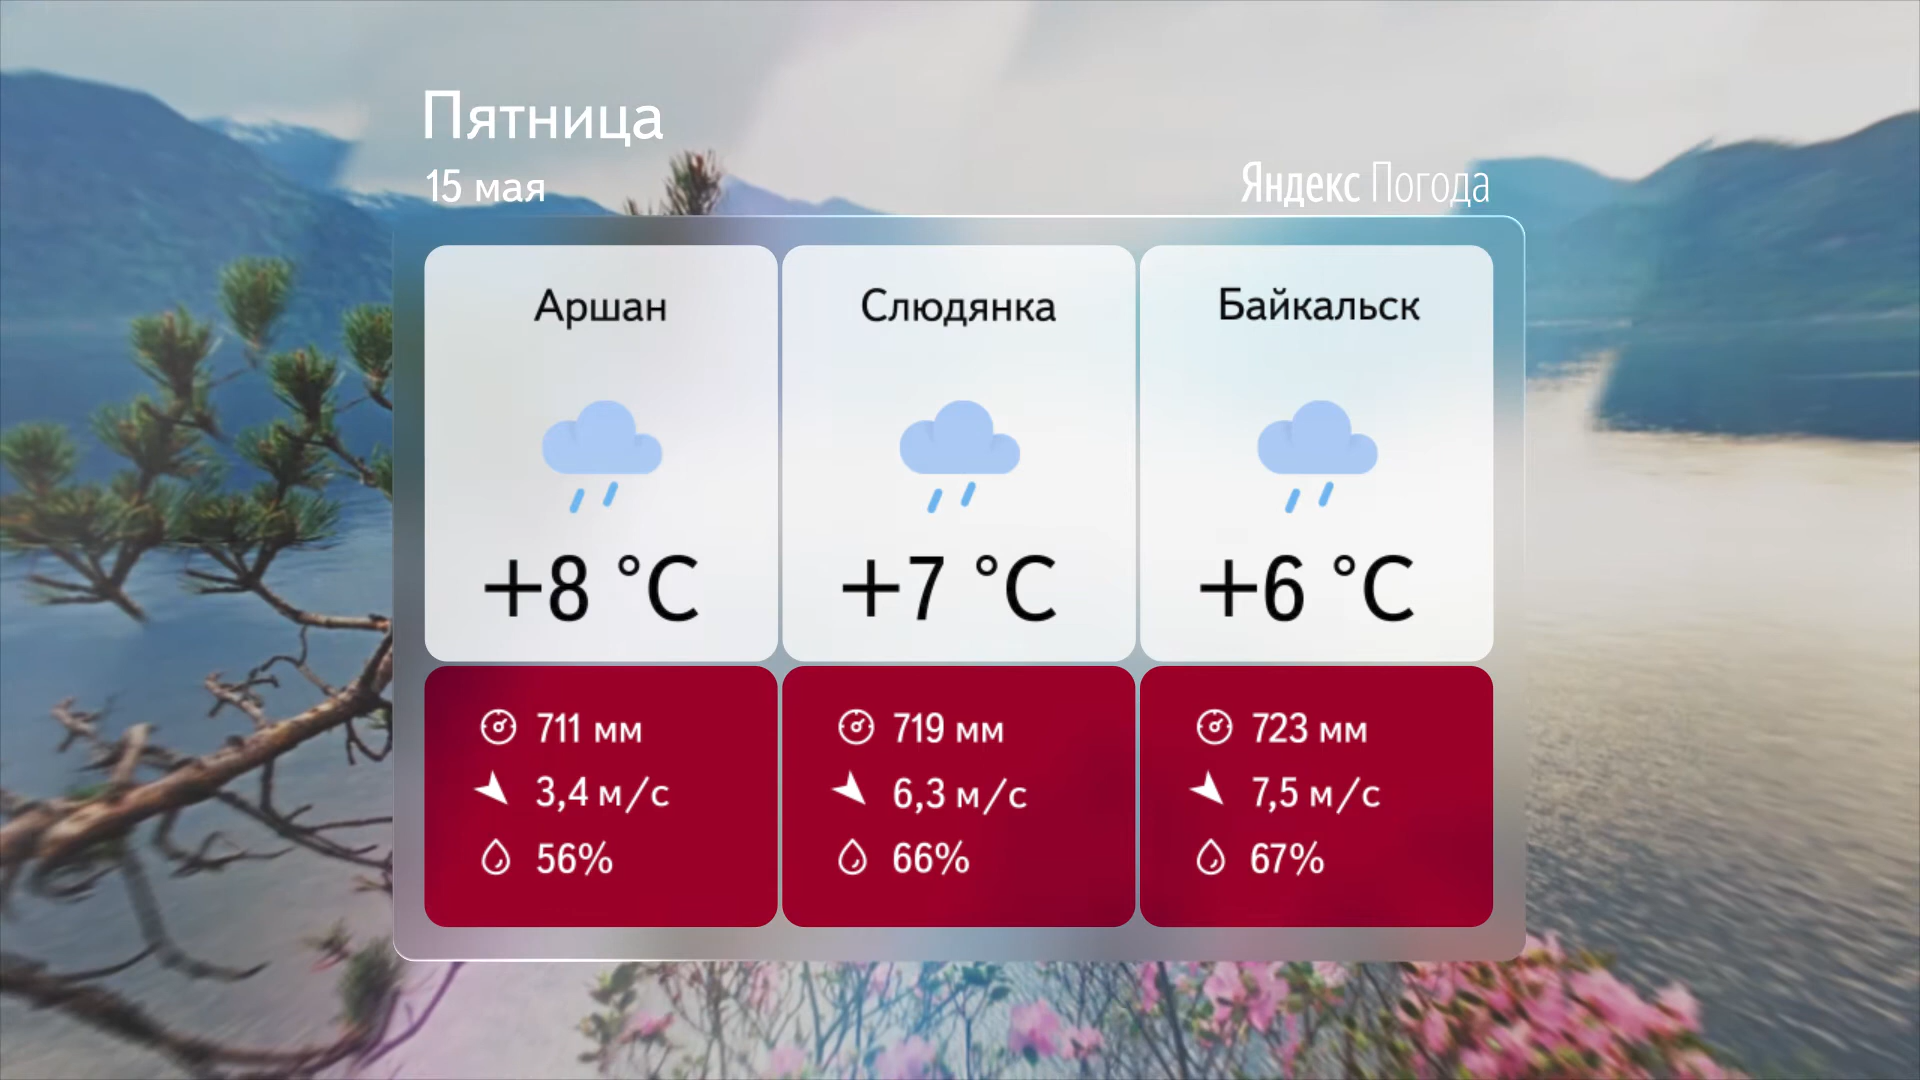 Пятница
15 мая
Яндекс Погода
Аршан
+8 °C
711 мм
3,4 м/с
56%
Слюдянка
+7 °C
719 мм
6,3 м/с
66%
Байкальск
+6 °C
723 мм
7,5 м/с
67%